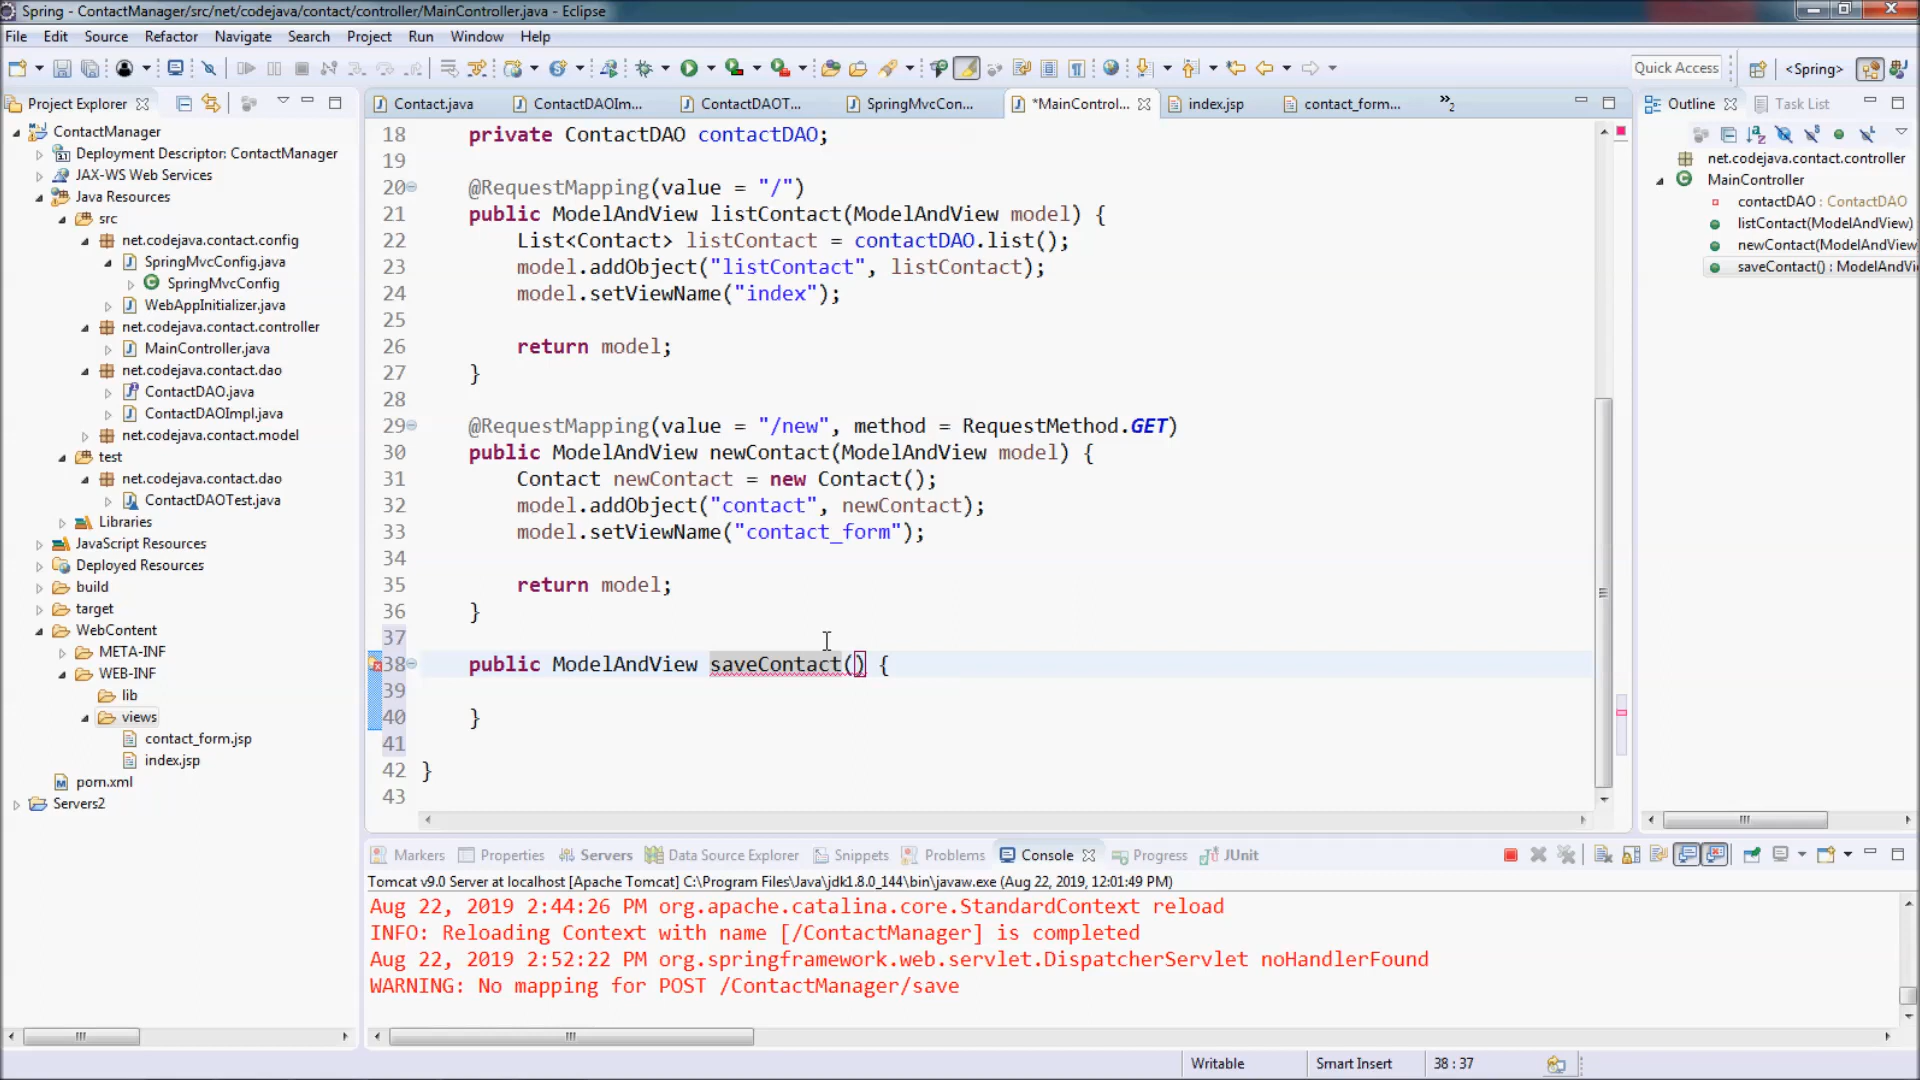 Spring - ContactManager/src/net/codejava/contact/controller/MainController.java - Eclipse
File Edit Source Refactor Navigate Search Project Run Window Help
Quick Access <Spring>
Project Explorer
ContactManager
Deployment Descriptor: ContactManager
JAX-WS Web Services
Java Resources
src
net.codejava.contact.config
SpringMvcConfig.java
SpringMvcConfig
WebAppInitializer.java
net.codejava.contact.controller
MainController.java
net.codejava.contact.dao
ContactDAO.java
ContactDAOImpl.java
net.codejava.contact.model
test
net.codejava.contact.dao
ContactDAOTest.java
Libraries
JavaScript Resources
Deployed Resources
build
target
WebContent
META-INF
WEB-INF
lib
views
contact_form.jsp
index.jsp
pom.xml
Servers2
Contact.java ContactDAOIm... ContactDAOT... SpringMvcCon... *MainControl... index.jsp contact_form... »2
18 private ContactDAO contactDAO;
19
20 @RequestMapping(value = "/")
21 public ModelAndView listContact(ModelAndView model) {
22 List<Contact> listContact = contactDAO.list();
23 model.addObject("listContact", listContact);
24 model.setViewName("index");
25
26 return model;
27 }
28
29 @RequestMapping(value = "/new", method = RequestMethod.GET)
30 public ModelAndView newContact(ModelAndView model) {
31 Contact newContact = new Contact();
32 model.addObject("contact", newContact);
33 model.setViewName("contact_form");
34
35 return model;
36 }
37
38 public ModelAndView saveContact() {
39
40 }
41
42 }
43
Outline Task List
net.codejava.contact.controller
MainController
contactDAO : ContactDAO
listContact(ModelAndView)
newContact(ModelAndView
saveContact() : ModelAndVi
Markers Properties Servers Data Source Explorer Snippets Problems Console Progress JUnit
Tomcat v9.0 Server at localhost [Apache Tomcat] C:\Program Files\Java\jdk1.8.0_144\bin\javaw.exe (Aug 22, 2019, 12:01:49 PM)
Aug 22, 2019 2:44:26 PM org.apache.catalina.core.StandardContext reload
INFO: Reloading Context with name [/ContactManager] is completed
Aug 22, 2019 2:52:22 PM org.springframework.web.servlet.DispatcherServlet noHandlerFound
WARNING: No mapping for POST /ContactManager/save
Writable Smart Insert 38 : 37